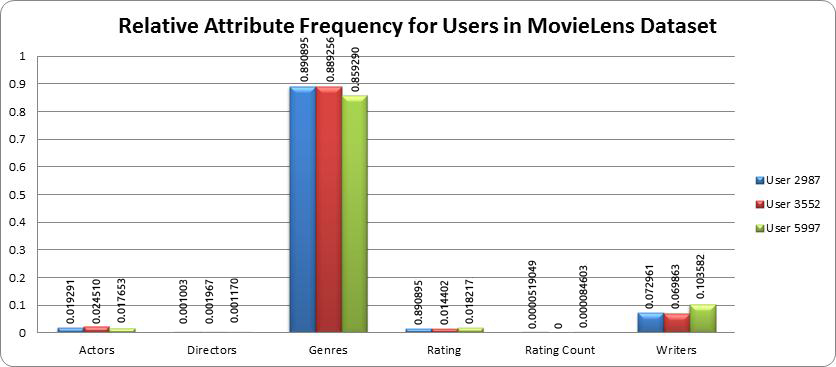 Relative Attribute Frequency for Users in MovieLens Dataset
1
0.9
0.8
0.7
0.6
0.5
0.4
0.3
0.2
0.1
0
0.019291
0.024510
0.017653
0.001003
0.001967
0.001170
0.890895
0.889256
0.859290
0.890895
0.014402
0.018217
0.0000519049
0
0.000084603
0.072961
0.069863
0.103582
Actors
Directors
Genres
Rating
Rating Count
Writers
User 2987
User 3552
User 5997